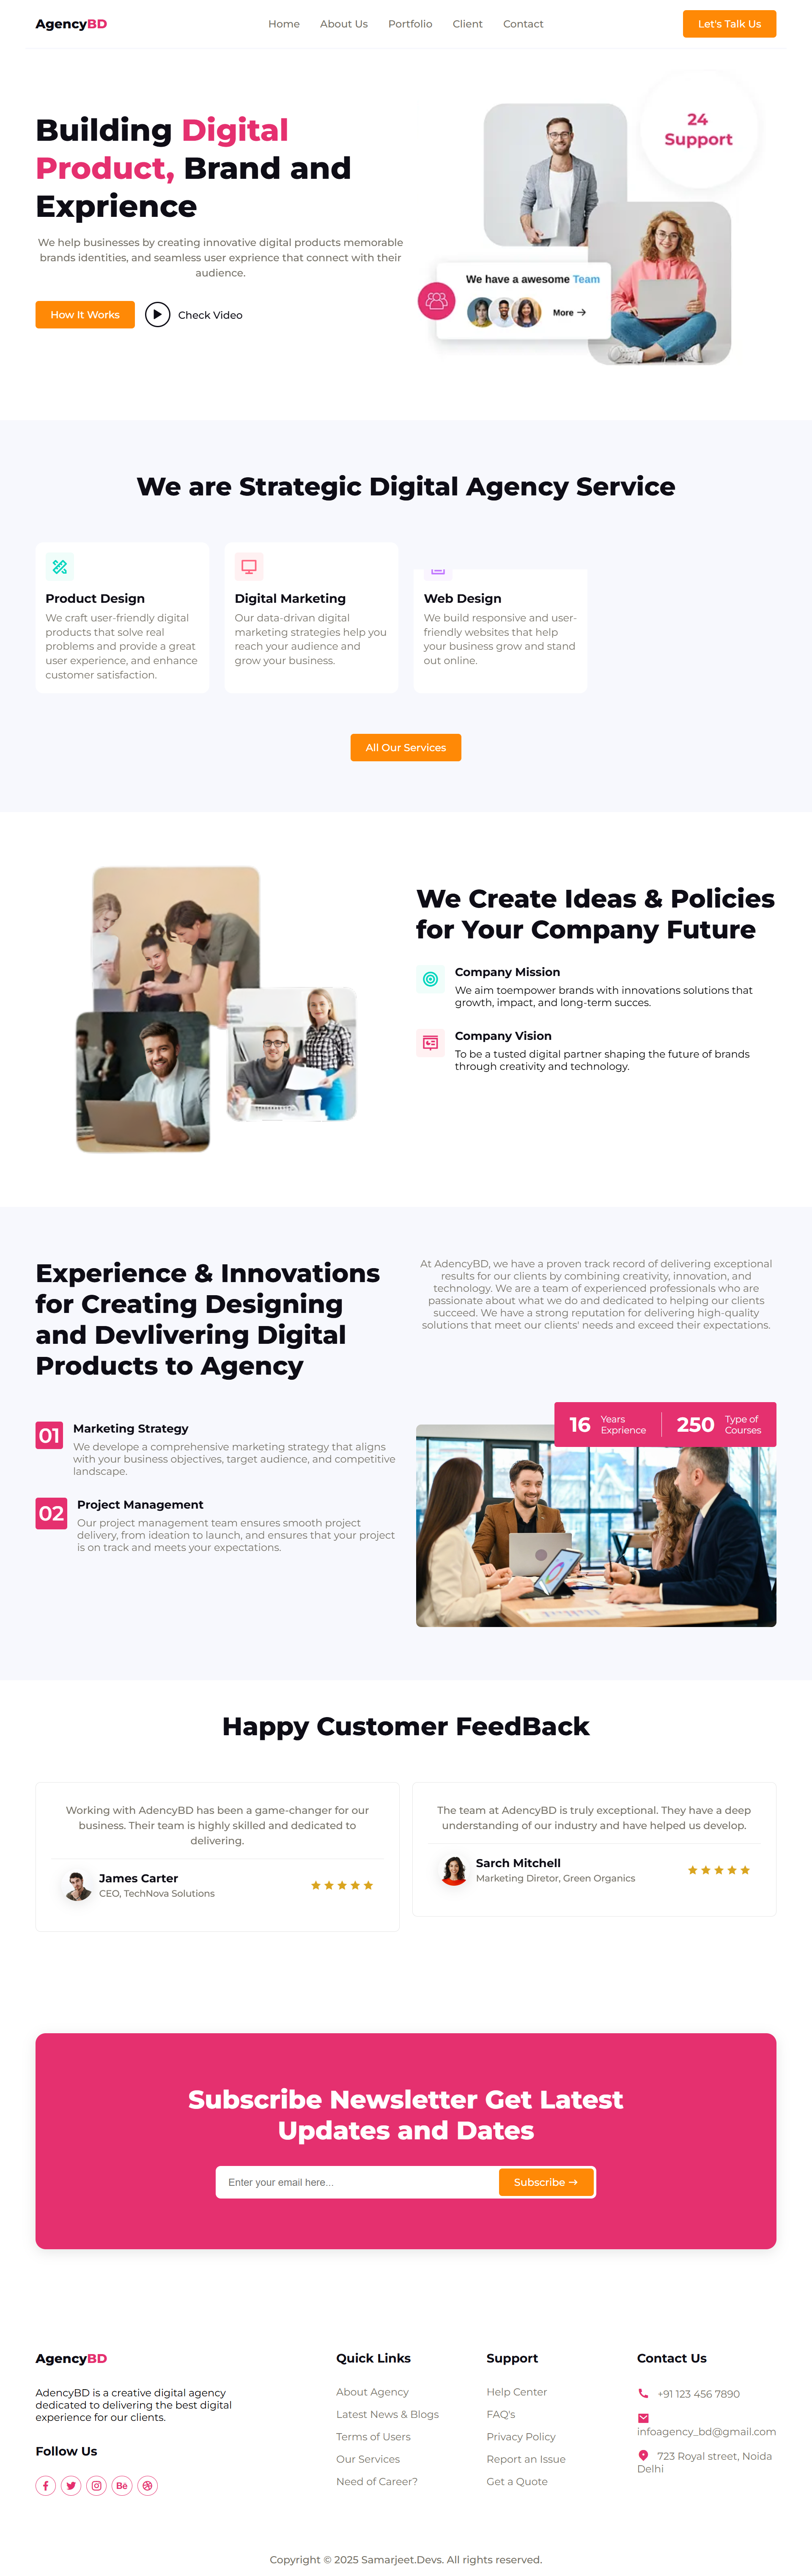 AgencyBD
Home About Us Portfolio Client Contact
Let's Talk Us
Building Digital
Product, Brand and
Exprience
We help businesses by creating innovative digital products memorable
brands identities, and seamless user exprience that connect with their
audience.
How It Works
Check Video
24
Support
We have a awesome Team
More →
We are Strategic Digital Agency Service
Product Design
We craft user-friendly digital
products that solve real
problems and provide a great
user experience, and enhance
customer satisfaction.
Digital Marketing
Our data-drivan digital
marketing strategies help you
reach your audience and
grow your business.
Web Design
We build responsive and user-
friendly websites that help
your business grow and stand
out online.
All Our Services
We Create Ideas & Policies
for Your Company Future
Company Mission
We aim toempower brands with innovations solutions that
growth, impact, and long-term succes.
Company Vision
To be a tusted digital partner shaping the future of brands
through creativity and technology.
Experience & Innovations
for Creating Designing
and Devlivering Digital
Products to Agency
At AdencyBD, we have a proven track record of delivering exceptional
results for our clients by combining creativity, innovation, and
technology. We are a team of experienced professionals who are
passionate about what we do and dedicated to helping our clients
succeed. We have a strong reputation for delivering high-quality
solutions that meet our clients' needs and exceed their expectations.
01
Marketing Strategy
We develope a comprehensive marketing strategy that aligns
with your business objectives, target audience, and competitive
landscape.
02
Project Management
Our project management team ensures smooth project
delivery, from ideation to launch, and ensures that your project
is on track and meets your expectations.
16
Years
Exprience
250
Type of
Courses
Happy Customer FeedBack
Working with AdencyBD has been a game-changer for our
business. Their team is highly skilled and dedicated to
delivering.
James Carter
CEO, TechNova Solutions
The team at AdencyBD is truly exceptional. They have a deep
understanding of our industry and have helped us develop.
Sarch Mitchell
Marketing Diretor, Green Organics
Subscribe Newsletter Get Latest
Updates and Dates
Enter your email here...
Subscribe →
AgencyBD
AdencyBD is a creative digital agency
dedicated to delivering the best digital
experience for our clients.
Follow Us
Bē
Quick Links
About Agency
Latest News & Blogs
Terms of Users
Our Services
Need of Career?
Support
Help Center
FAQ's
Privacy Policy
Report an Issue
Get a Quote
Contact Us
+91 123 456 7890
infoagency_bd@gmail.com
723 Royal street, Noida
Delhi
Copyright © 2025 Samarjeet.Devs. All rights reserved.